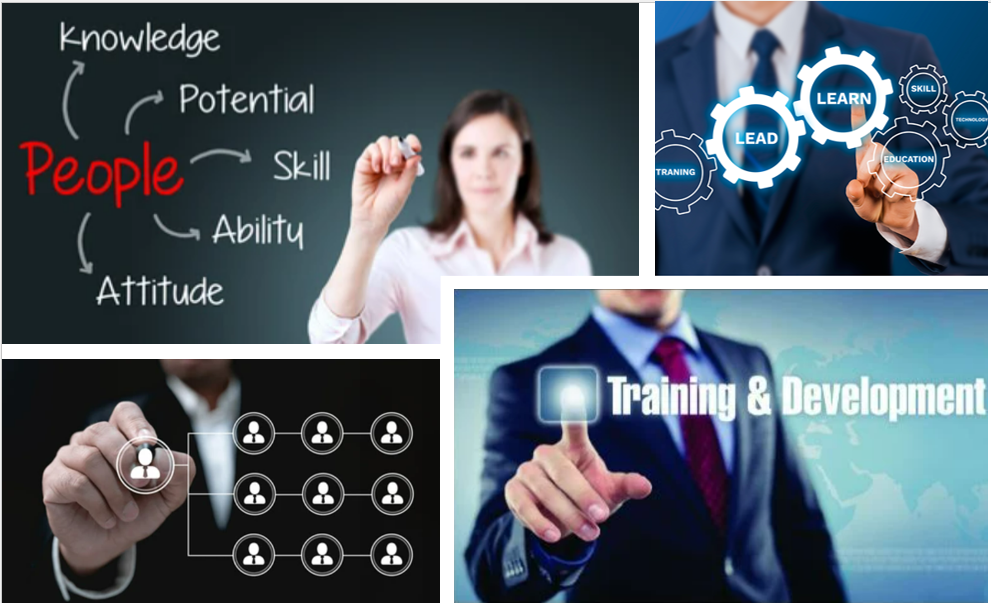 Knowledge
Potential
People
Skill
Ability
Attitude
LEARN
SKILL
LEAD
TECHNOLOGY
TRANING
EDUCATION
Training & Development